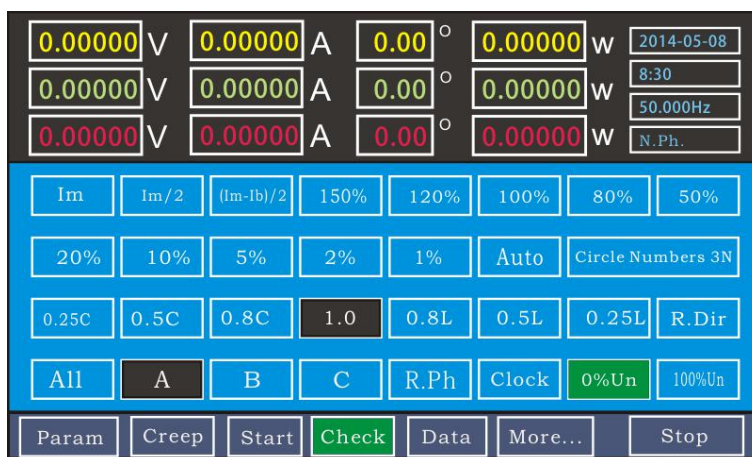 0.00000 V 0.00000 A 0.00 ° 0.00000 w 2014-05-08
0.00000 V 0.00000 A 0.00 ° 0.00000 w 8:30
50.000Hz
0.00000 V 0.00000 A 0.00 ° 0.00000 w N.Ph.
Im Im/2 (Im-Ib)/2 150% 120% 100% 80% 50%
20% 10% 5% 2% 1% Auto Circle Numbers 3N
0.25C 0.5C 0.8C 1.0 0.8L 0.5L 0.25L R.Dir
All A B C R.Ph Clock 0%Un 100%Un
Param Creep Start Check Data More... Stop